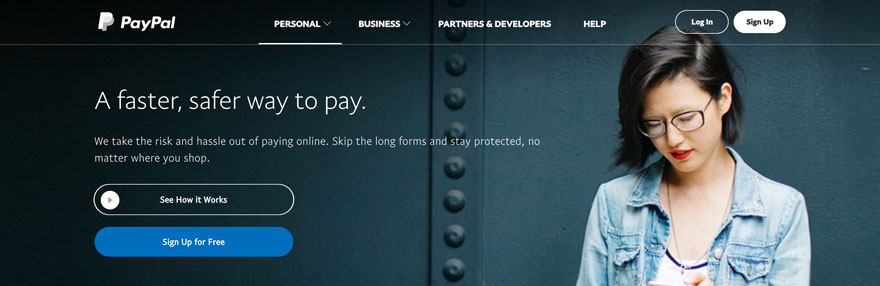 PayPal PERSONAL BUSINESS PARTNERS & DEVELOPERS HELP Log In Sign Up
A faster, safer way to pay.
We take the risk and hassle out of paying online. Skip the long forms and stay protected, no
matter where you shop.
See How it Works
Sign Up for Free